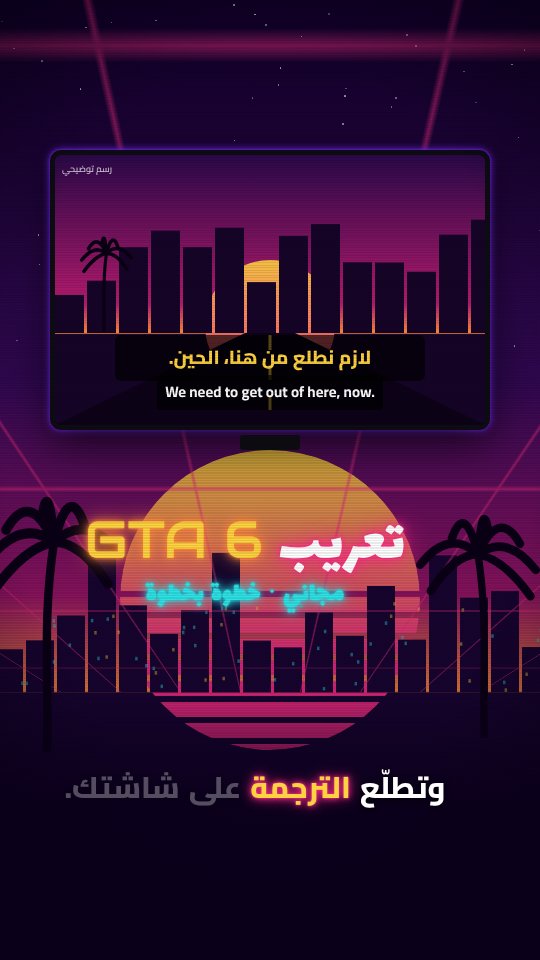 رسم توضيحي
لازم نطلع من هنا، الحين.
We need to get out of here, now.
تعريب GTA 6
مجاني · خطوة بخطوة
وتطلّع الترجمة على شاشتك.